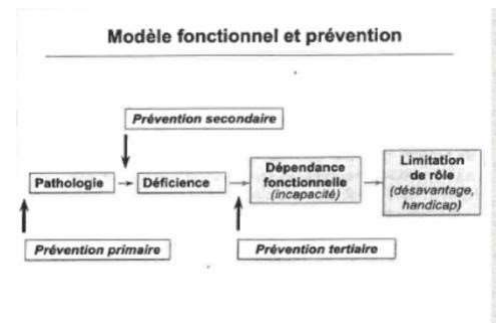 Modèle fonctionnel et prévention
Prévention secondaire
Pathologie
Déficience
Dépendance
fonctionnelle
(incapacité)
Limitation
de rôle
(désavantage,
handicap)
Prévention primaire
Prévention tertiaire